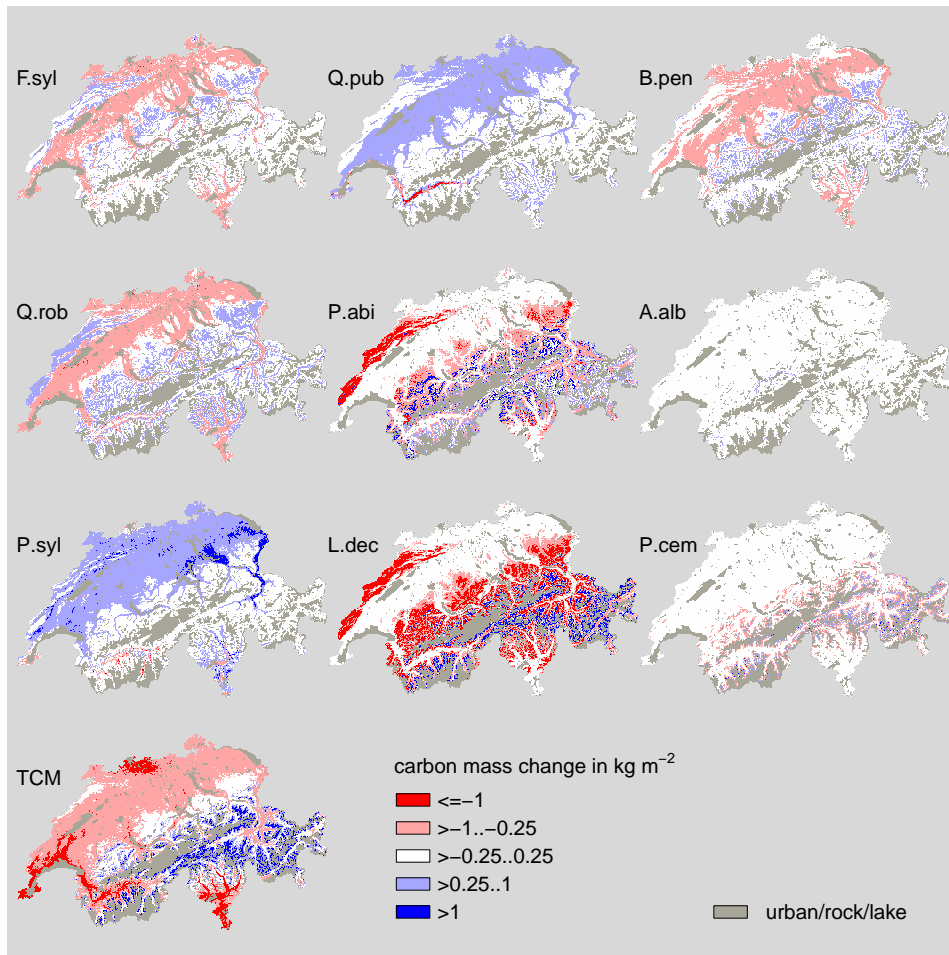 F.syl
Q.pub
B.pen
Q.rob
P.abi
A.alb
P.syl
L.dec
P.cem
TCM
carbon mass change in kg m⁻²
<=−1
>−1..−0.25
>−0.25..0.25
>0.25..1
>1
urban/rock/lake